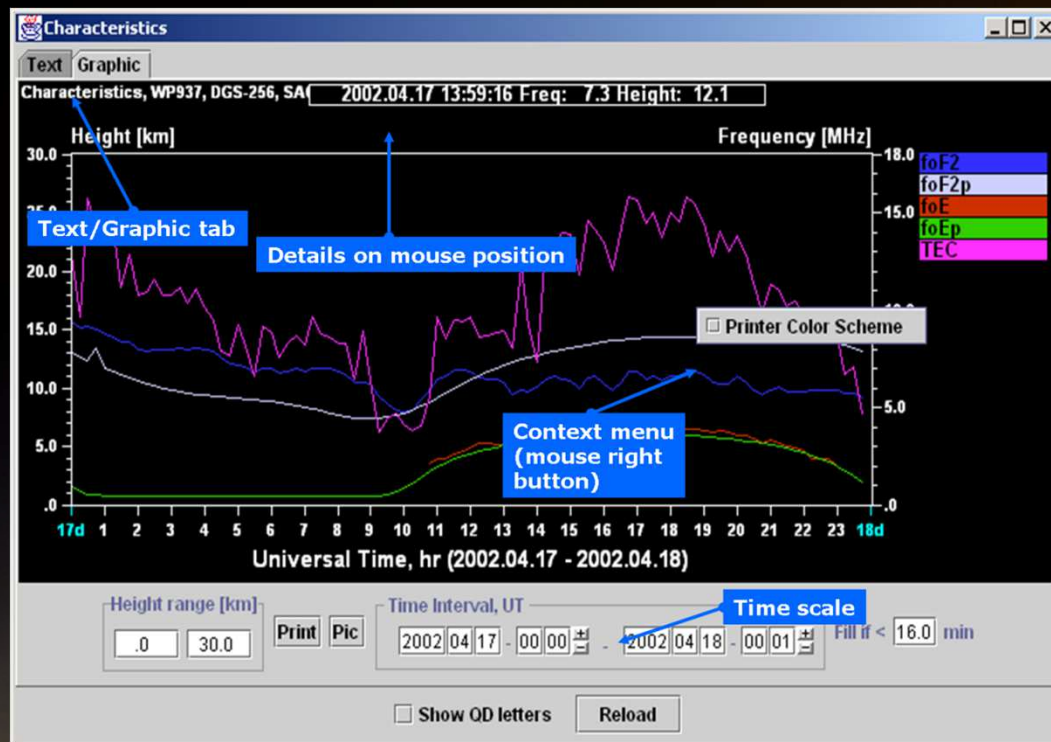 Characteristics
Text Graphic
Characteristics, WP937, DGS-256, SAO
2002.04.17 13:59:16 Freq: 7.3 Height: 12.1
Height [km]
Frequency [MHz]
30.0
20.0
15.0
10.0
5.0
.0
18.0
15.0
5.0
.0
foF2
foF2p
foE
foEp
TEC
Text/Graphic tab
Details on mouse position
Printer Color Scheme
Context menu
(mouse right
button)
17d 1 2 3 4 5 6 7 8 9 10 11 12 13 14 15 16 17 18 19 20 21 22 23 18d
Universal Time, hr (2002.04.17 - 2002.04.18)
Height range [km]
.0 30.0
Print Pic
Time Interval, UT
2002 04 17 - 00 00 - 2002 04 18 - 00 01
Time scale
Fill if < 16.0 min
Show QD letters
Reload